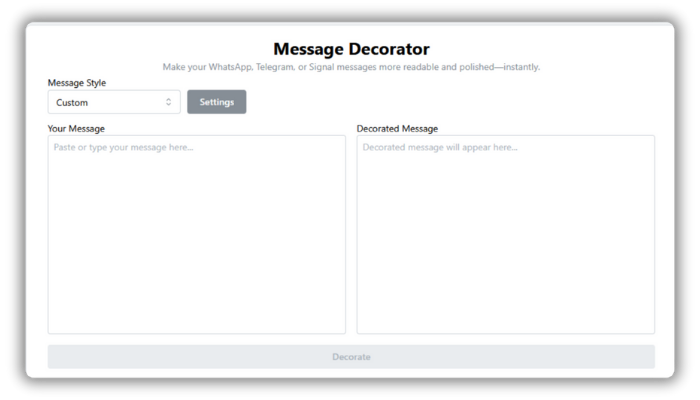 Message Decorator
Make your WhatsApp, Telegram, or Signal messages more readable and polished—instantly.
Message Style
Custom
Settings
Your Message
Decorated Message
Paste or type your message here...
Decorated message will appear here...
Decorate